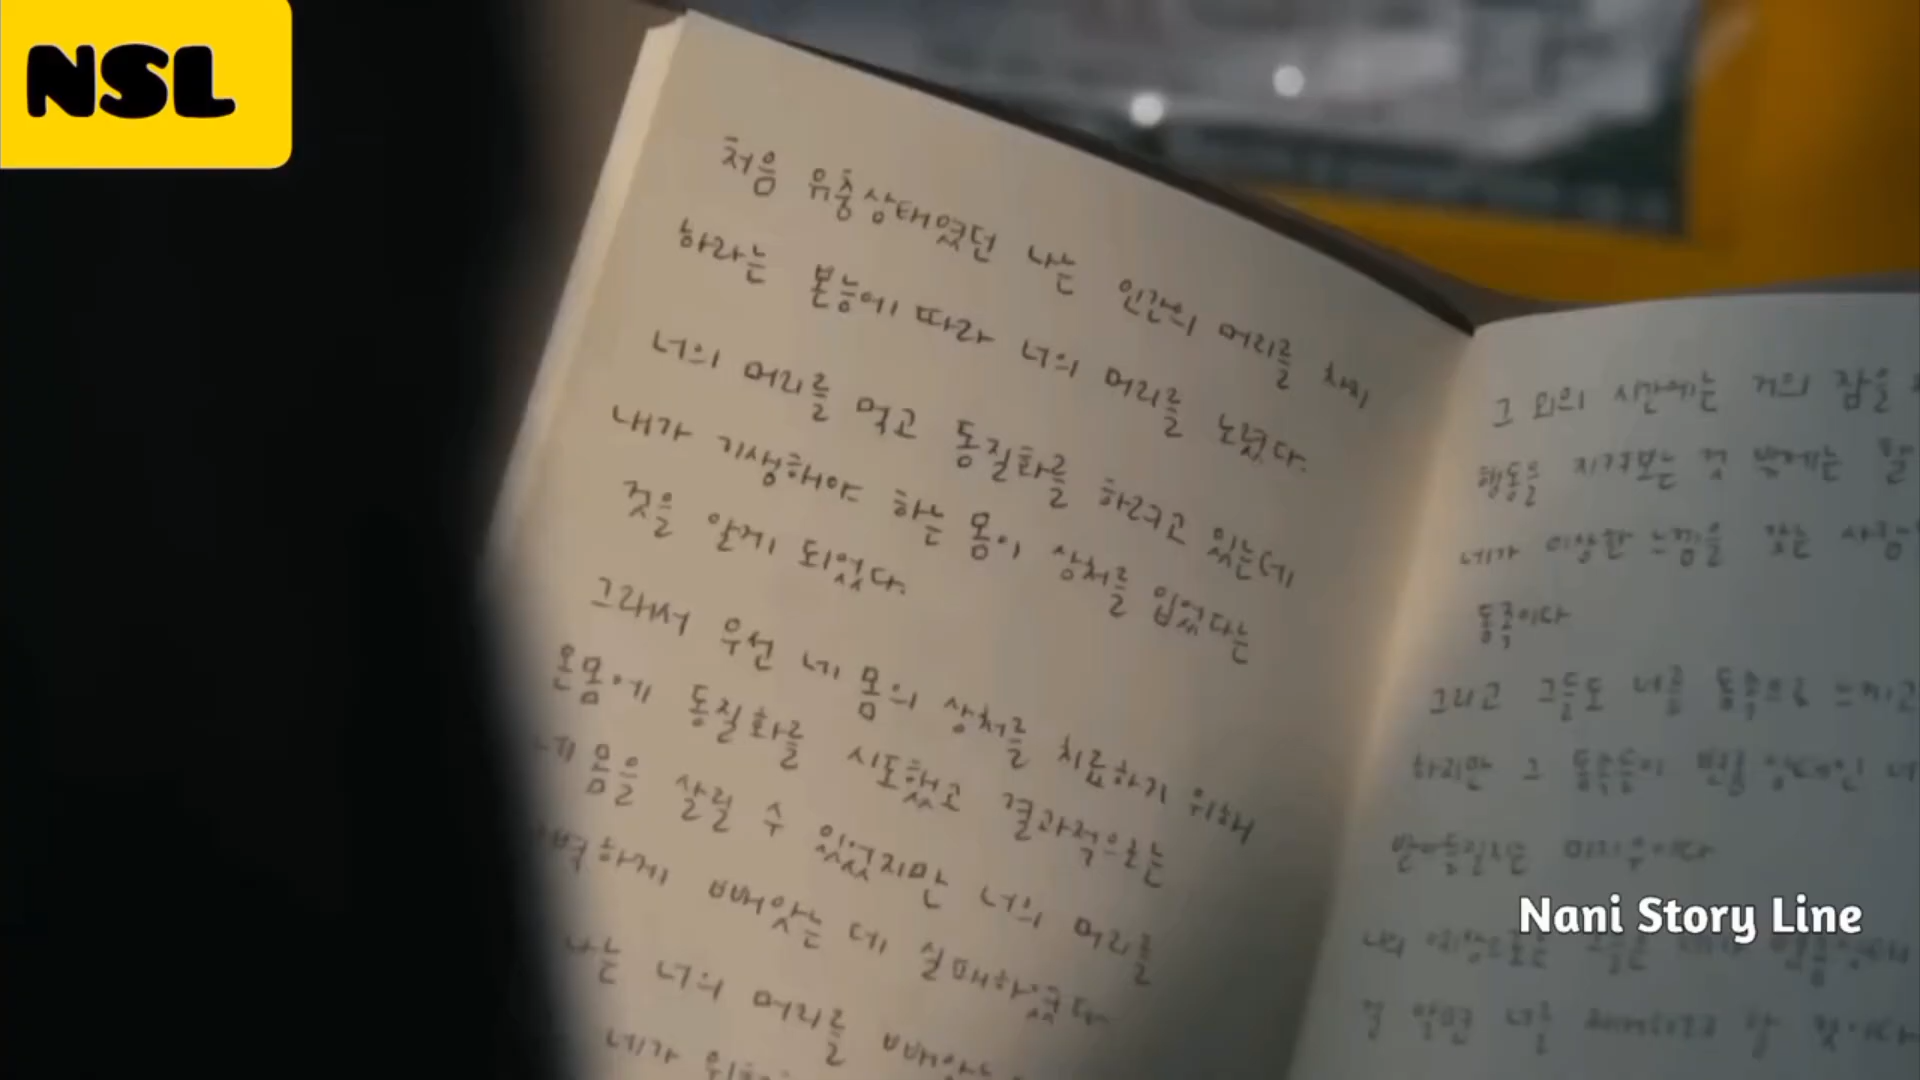 NSL
처음 유충상태였던 나는 인간의 머리를 차지
하라는 본능에 따라 너의 머리를 노렸다.
너의 머리를 먹고 동질화를 하려고 있는데
내가 기생해야 하는 몸이 상처를 입었다는
것을 알게 되었다.
그래서 우선 네 몸의 상처를 치료하기 위해
온몸에 동질화를 시도했고 결과적으로는
네 몸을 살릴 수 있었지만 너의 머리를
하게 빼앗는 데 실패하였다
나는 너의 머리를
네가
그 외의 시간에는 거의 잠을
행동을 지켜보는 것 밖에는
네가 이상한 느낌을 갖는
동족이다
그리고 그들도 너를 동족으로 느끼고
하지만 그 동족들이 변종 상태인
받아들일지는 미지수이다
Nani Story Line